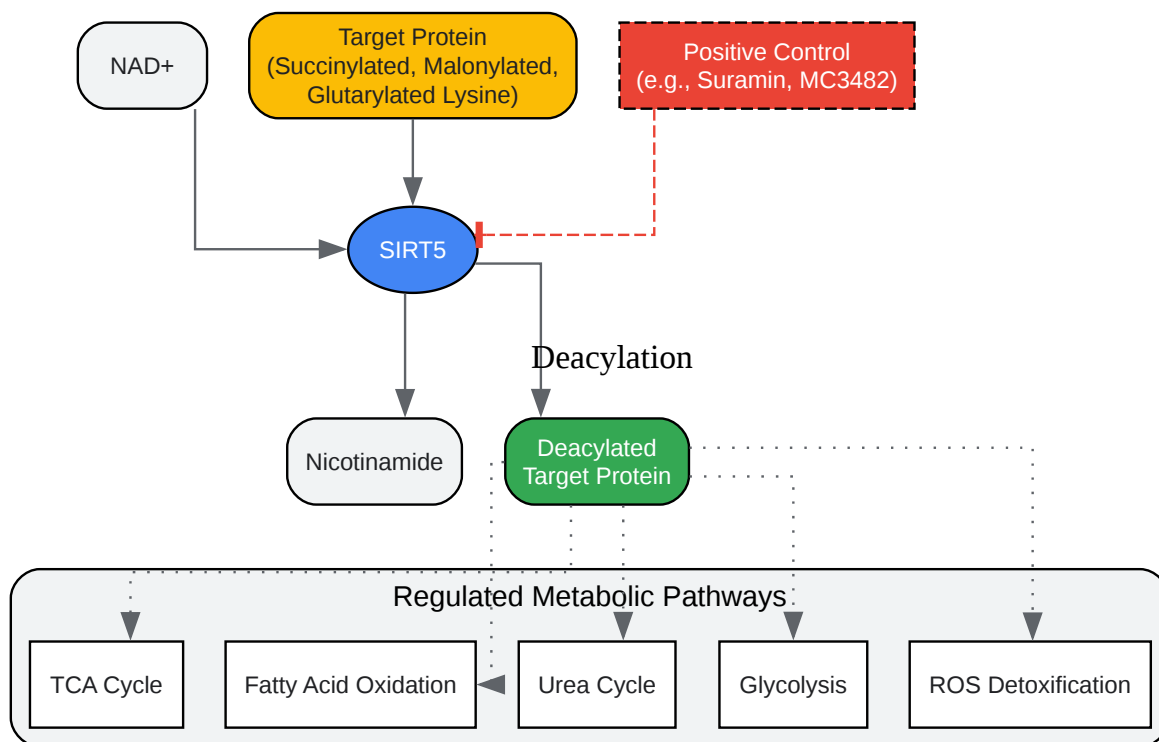 NAD+
Target Protein
(Succinylated, Malonylated,
Glutarylated Lysine)
Positive Control
(e.g., Suramin, MC3482)
SIRT5
Deacylation
Nicotinamide
Deacylated
Target Protein
Regulated Metabolic Pathways
TCA Cycle
Fatty Acid Oxidation
Urea Cycle
Glycolysis
ROS Detoxification